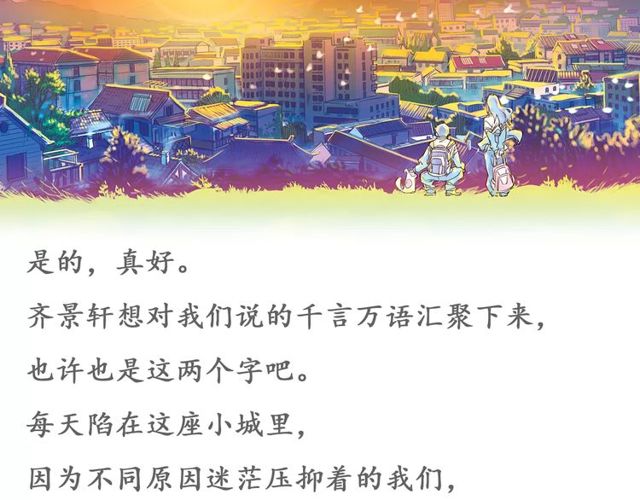 是的，真好。
齐景轩想对我们说的千言万语汇聚下来，
也许也是这两个字吧。
每天陷在这座小城里，
因为不同原因迷茫压抑着的我们，